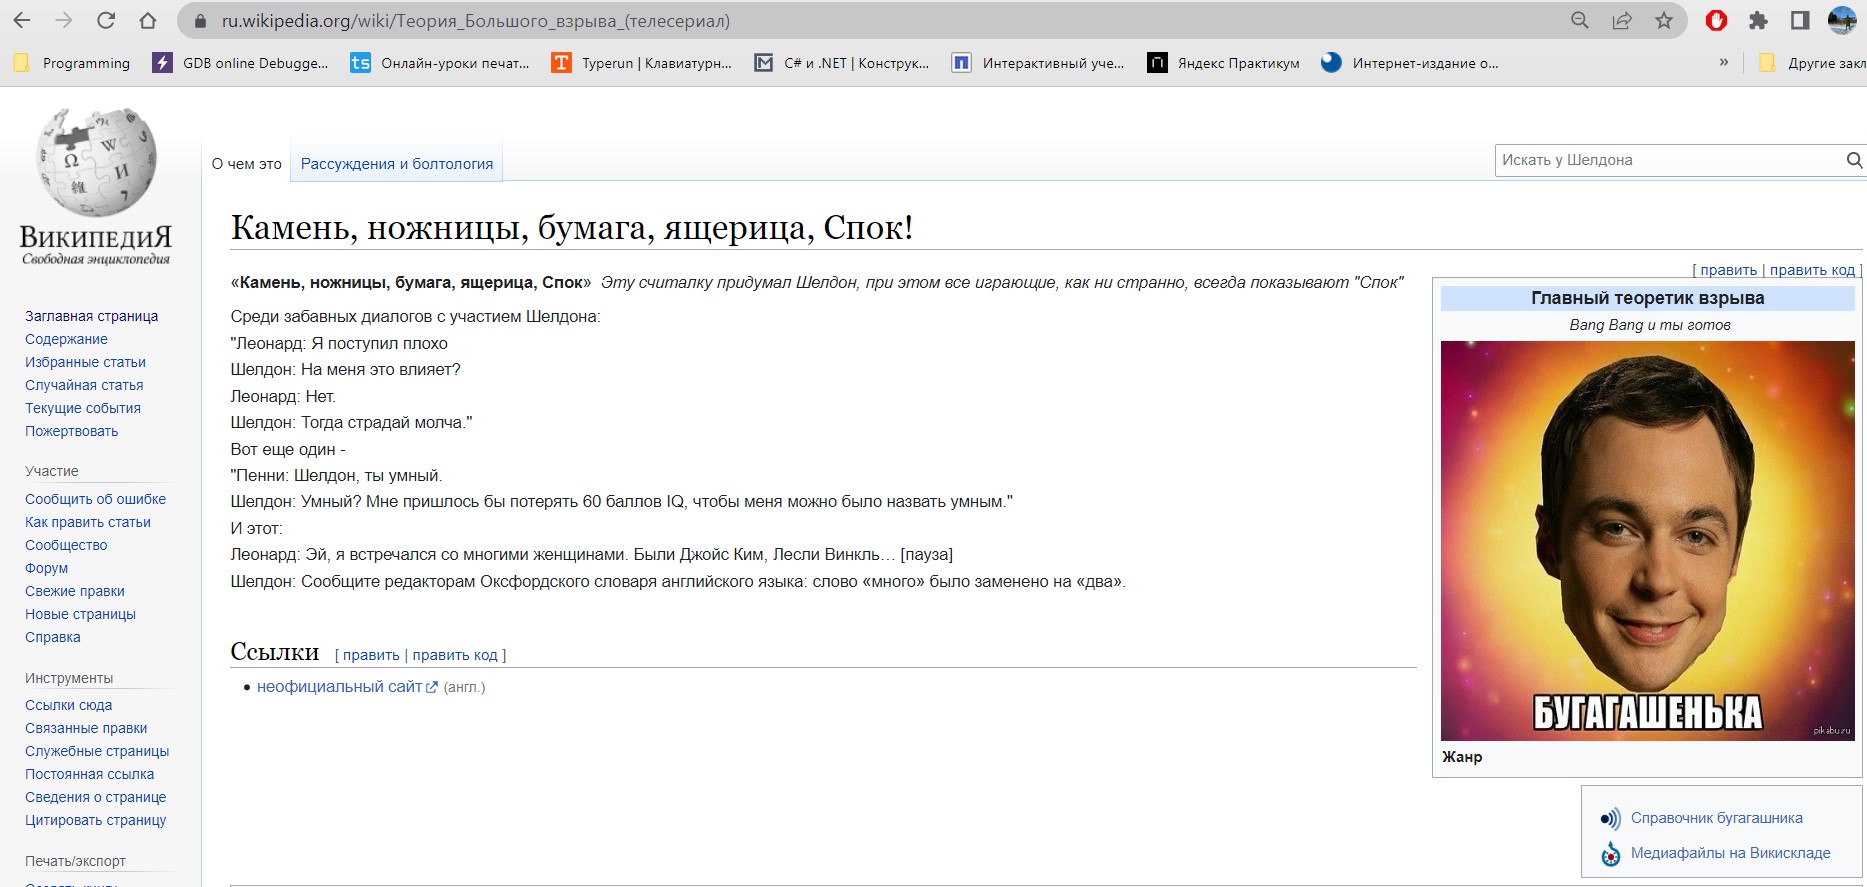 ru.wikipedia.org/wiki/Теория_Большого_взрыва_(телесериал)
Programming
GDB online Debugge...
ts
Онлайн-уроки печат...
Typerun | Клавиатурн...
C# и .NET | Конструк...
Интерактивный уче...
Яндекс Практикум
Интернет-издание о...
»
Другие закл
ВИКИПЕДИЯ
Свободная энциклопедия
О чем это
Рассуждения и болтология
Искать у Шелдона
Заглавная страница
Содержание
Избранные статьи
Случайная статья
Текущие события
Пожертвовать
Участие
Сообщить об ошибке
Как править статьи
Сообщество
Форум
Свежие правки
Новые страницы
Справка
Инструменты
Ссылки сюда
Связанные правки
Служебные страницы
Постоянная ссылка
Сведения о странице
Цитировать страницу
Печать/экспорт
Камень, ножницы, бумага, ящерица, Спок!
[ править | править код ]
«Камень, ножницы, бумага, ящерица, Спок» Эту считалку придумал Шелдон, при этом все играющие, как ни странно, всегда показывают "Спок"
Среди забавных диалогов с участием Шелдона:
"Леонард: Я поступил плохо
Шелдон: На меня это влияет?
Леонард: Нет.
Шелдон: Тогда страдай молча."
Вот еще один -
"Пенни: Шелдон, ты умный.
Шелдон: Умный? Мне пришлось бы потерять 60 баллов IQ, чтобы меня можно было назвать умным."
И этот:
Леонард: Эй, я встречался со многими женщинами. Были Джойс Ким, Лесли Винкль… [пауза]
Шелдон: Сообщите редакторам Оксфордского словаря английского языка: слово «много» было заменено на «два».
Ссылки [ править | править код ]
неофициальный сайт (англ.)
Главный теоретик взрыва
Bang Bang и ты готов
БУГАГАШЕНЬКА
pikabu.ru
Жанр
Справочник бугагашника
Медиафайлы на Викискладе